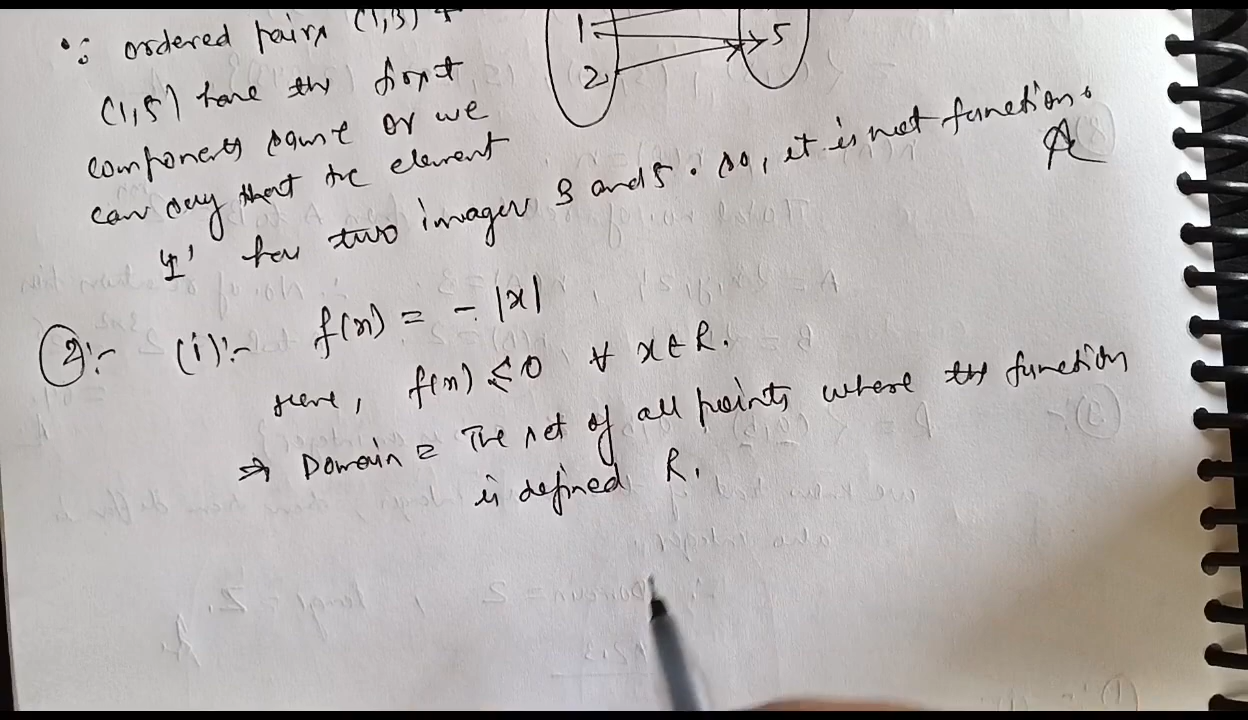 ∵ ordered pairs (1,3) +
1 5
(1,5) have the first
2
components same or we
can say that the element
'1' has two images 3 and 5. so, it is not function.
2:- (i):- f(x) = - |x|
Here, f(x) ≤ 0 ∀ x ∈ R.
⇒ Domain = The set of all points where the function
is defined R.